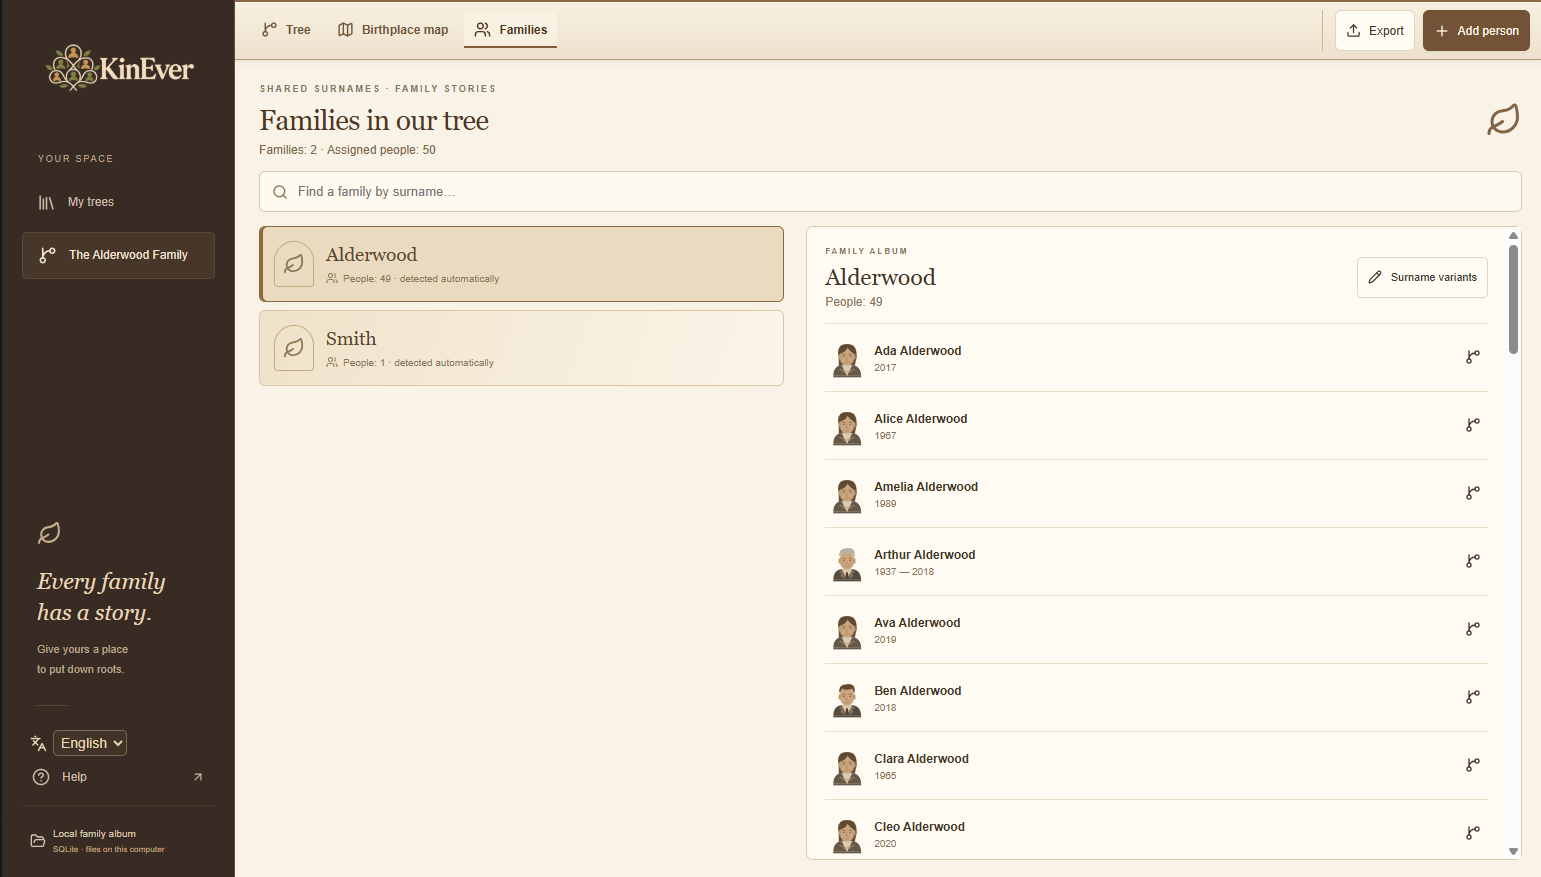 KinEver
YOUR SPACE
My trees
The Alderwood Family
Every family
has a story.
Give yours a place
to put down roots.
English
Help
Local family album
SQLite · files on this computer
Tree
Birthplace map
Families
Export
Add person
SHARED SURNAMES · FAMILY STORIES
Families in our tree
Families: 2 · Assigned people: 50
Find a family by surname...
Alderwood
People: 49 · detected automatically
Smith
People: 1 · detected automatically
FAMILY ALBUM
Alderwood
People: 49
Surname variants
Ada Alderwood
2017
Alice Alderwood
1967
Amelia Alderwood
1989
Arthur Alderwood
1937 — 2018
Ava Alderwood
2019
Ben Alderwood
2018
Clara Alderwood
1965
Cleo Alderwood
2020